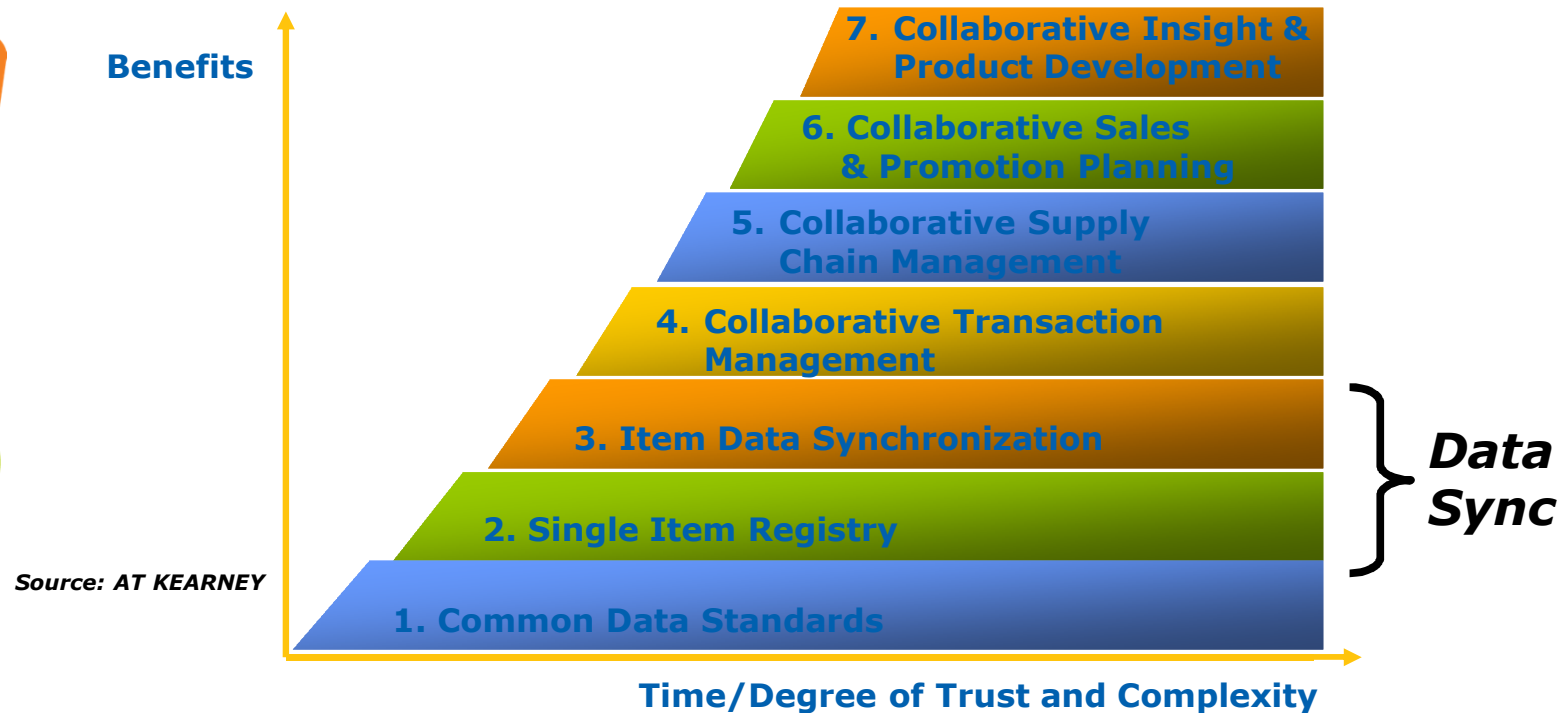 Benefits
7. Collaborative Insight &
Product Development
6. Collaborative Sales
& Promotion Planning
5. Collaborative Supply
Chain Management
4. Collaborative Transaction
Management
3. Item Data Synchronization
2. Single Item Registry
1. Common Data Standards
Data
Sync
Source: AT KEARNEY
Time/Degree of Trust and Complexity